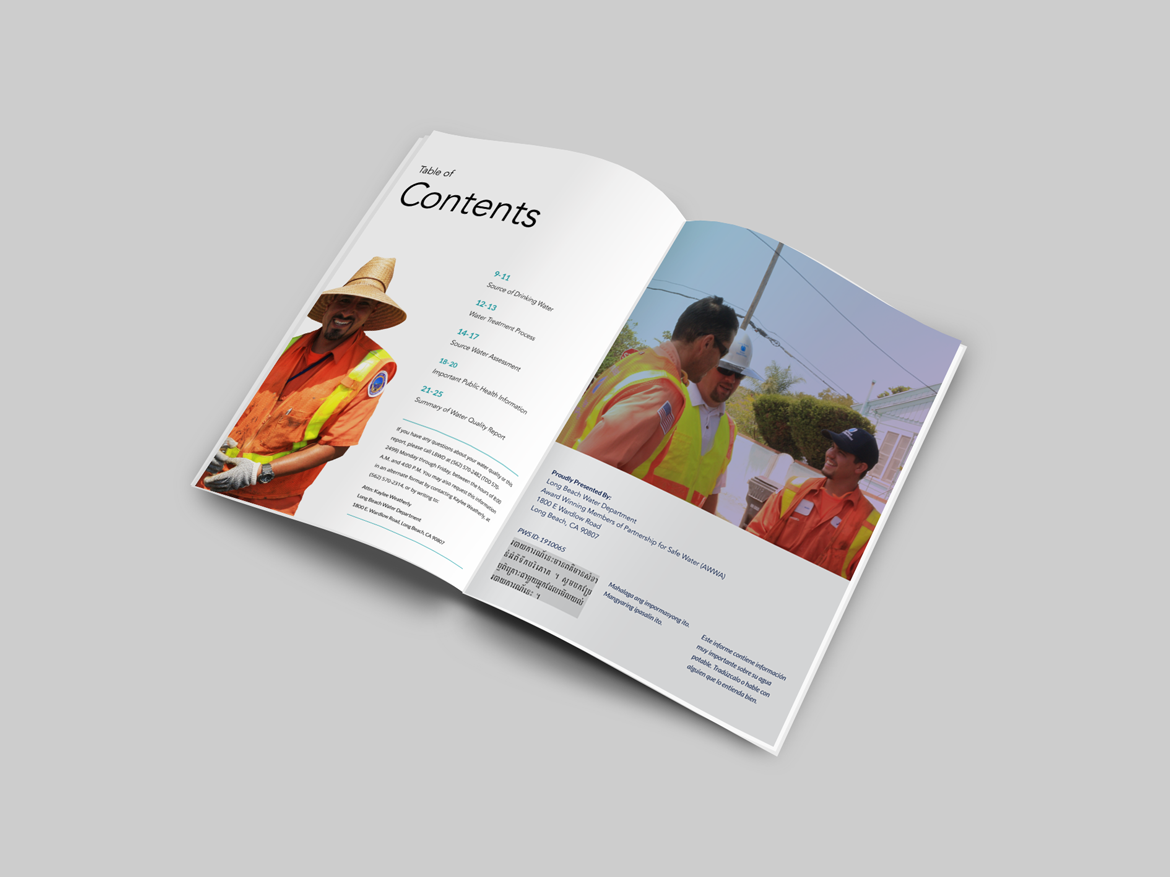 Table of
Contents
9-11
Source of Drinking Water
12-13
Water Treatment Process
14-17
Source Water Assessment
18-20
Important Public Health Information
21-25
Summary of Water Quality Report
If you have any questions about your water quality or this
report, please call LBWD at (562) 570-2482 (TDD 570-
2499) Monday through Friday, between the hours of 8:00
A.M. and 4:00 P.M. You may also request this information
in an alternate format by contacting Kaylee Weatherly, at
(562) 570-2314, or by writing to:
Attn: Kaylee Weatherly
Long Beach Water Department
1800 E. Wardlow Road, Long Beach, CA, 90807
Proudly Presented By:
Long Beach Water Department
Award Winning Members of Partnership for Safe Water (AWWA)
1800 E Wardlow Road
Long Beach, CA 90807
PWS ID: 1910065
Mahalaga ang impormasyong ito.
Mangyaring ipasalin ito.
Este informe contiene información
muy importante sobre su agua
potable. Tradúzcalo o hable con
alguien que lo entienda bien.